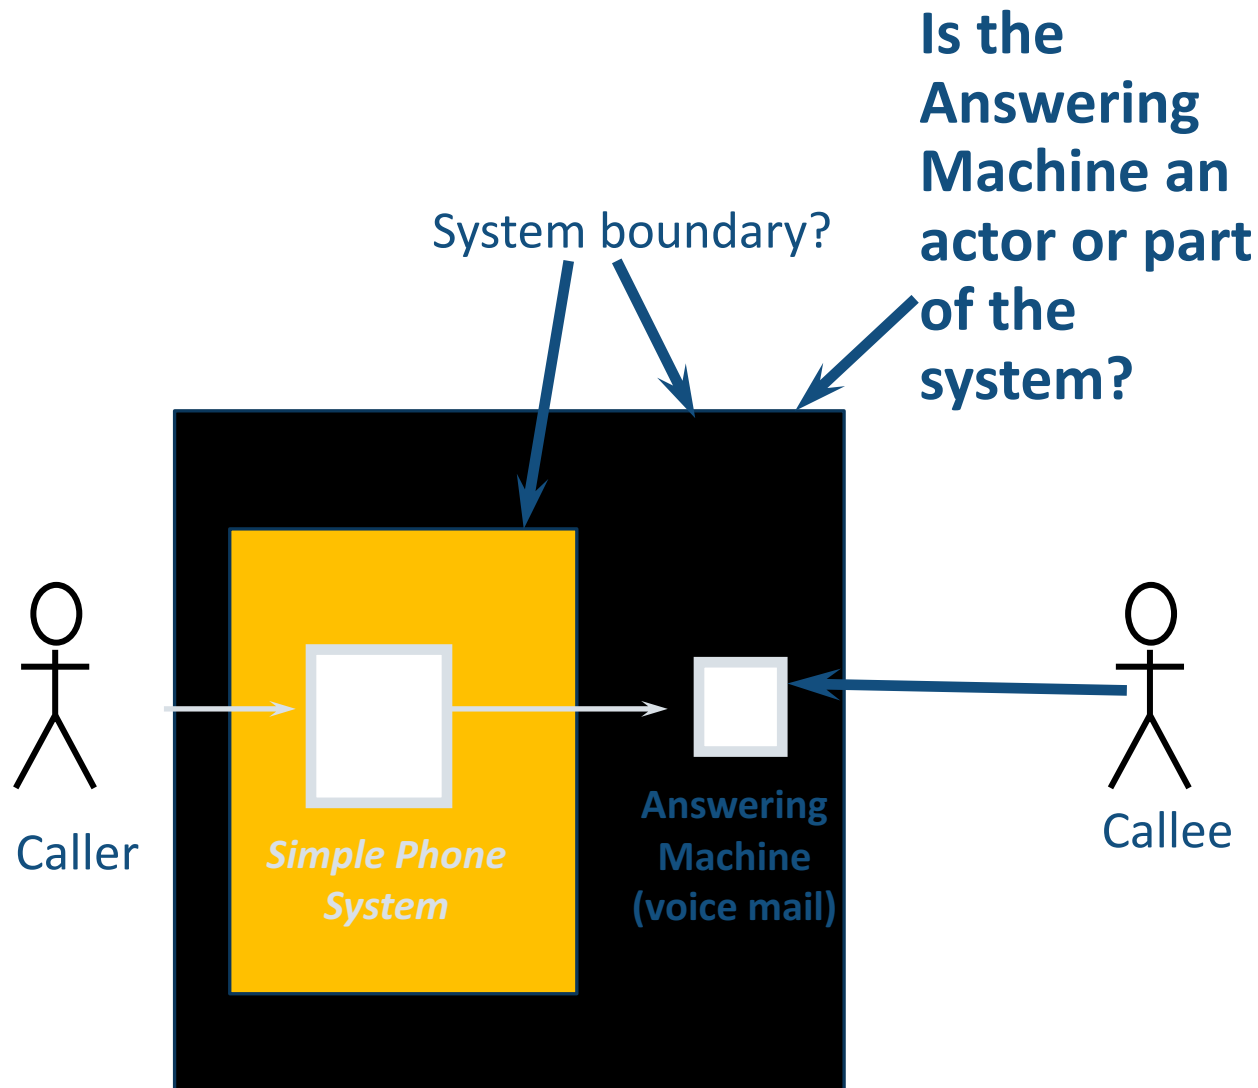 Is the
Answering
Machine an
actor or part
of the
system?
System boundary?
Caller
Simple Phone
System
Answering
Machine
(voice mail)
Callee